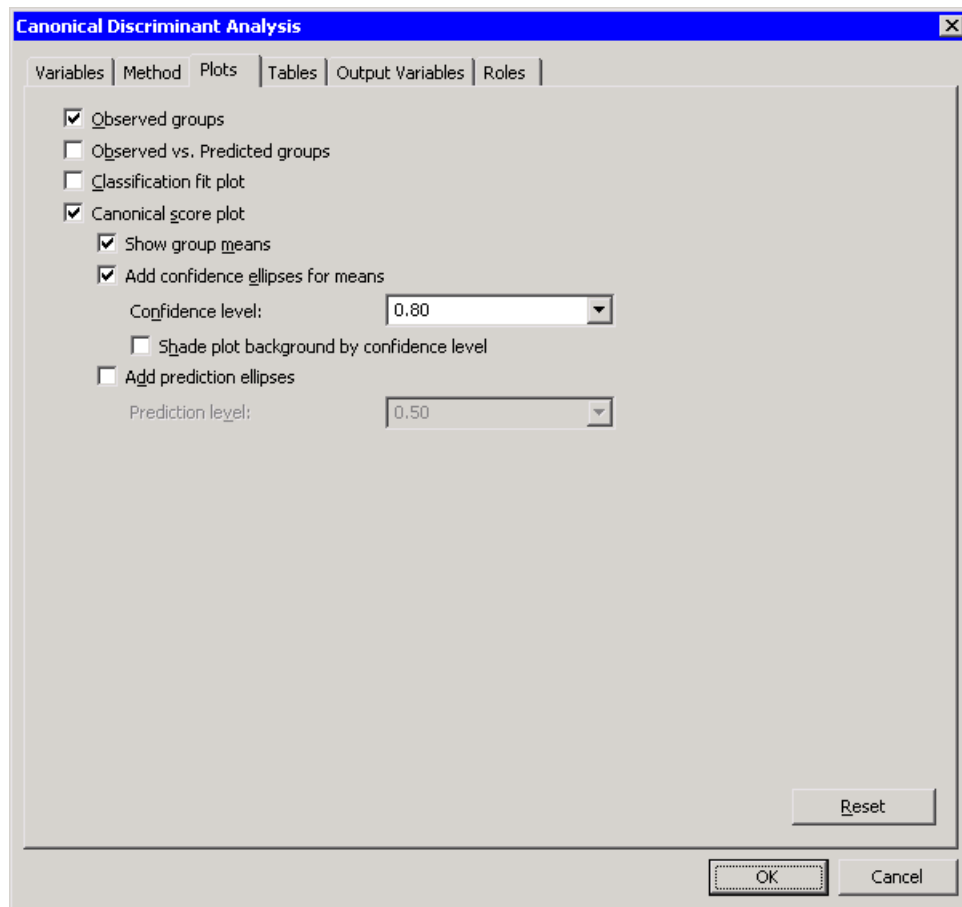 Canonical Discriminant Analysis
Variables Method Plots Tables Output Variables Roles
Observed groups
Observed vs. Predicted groups
Classification fit plot
Canonical score plot
Show group means
Add confidence ellipses for means
Confidence level: 0.80
Shade plot background by confidence level
Add prediction ellipses
Prediction level: 0.50
Reset
OK Cancel